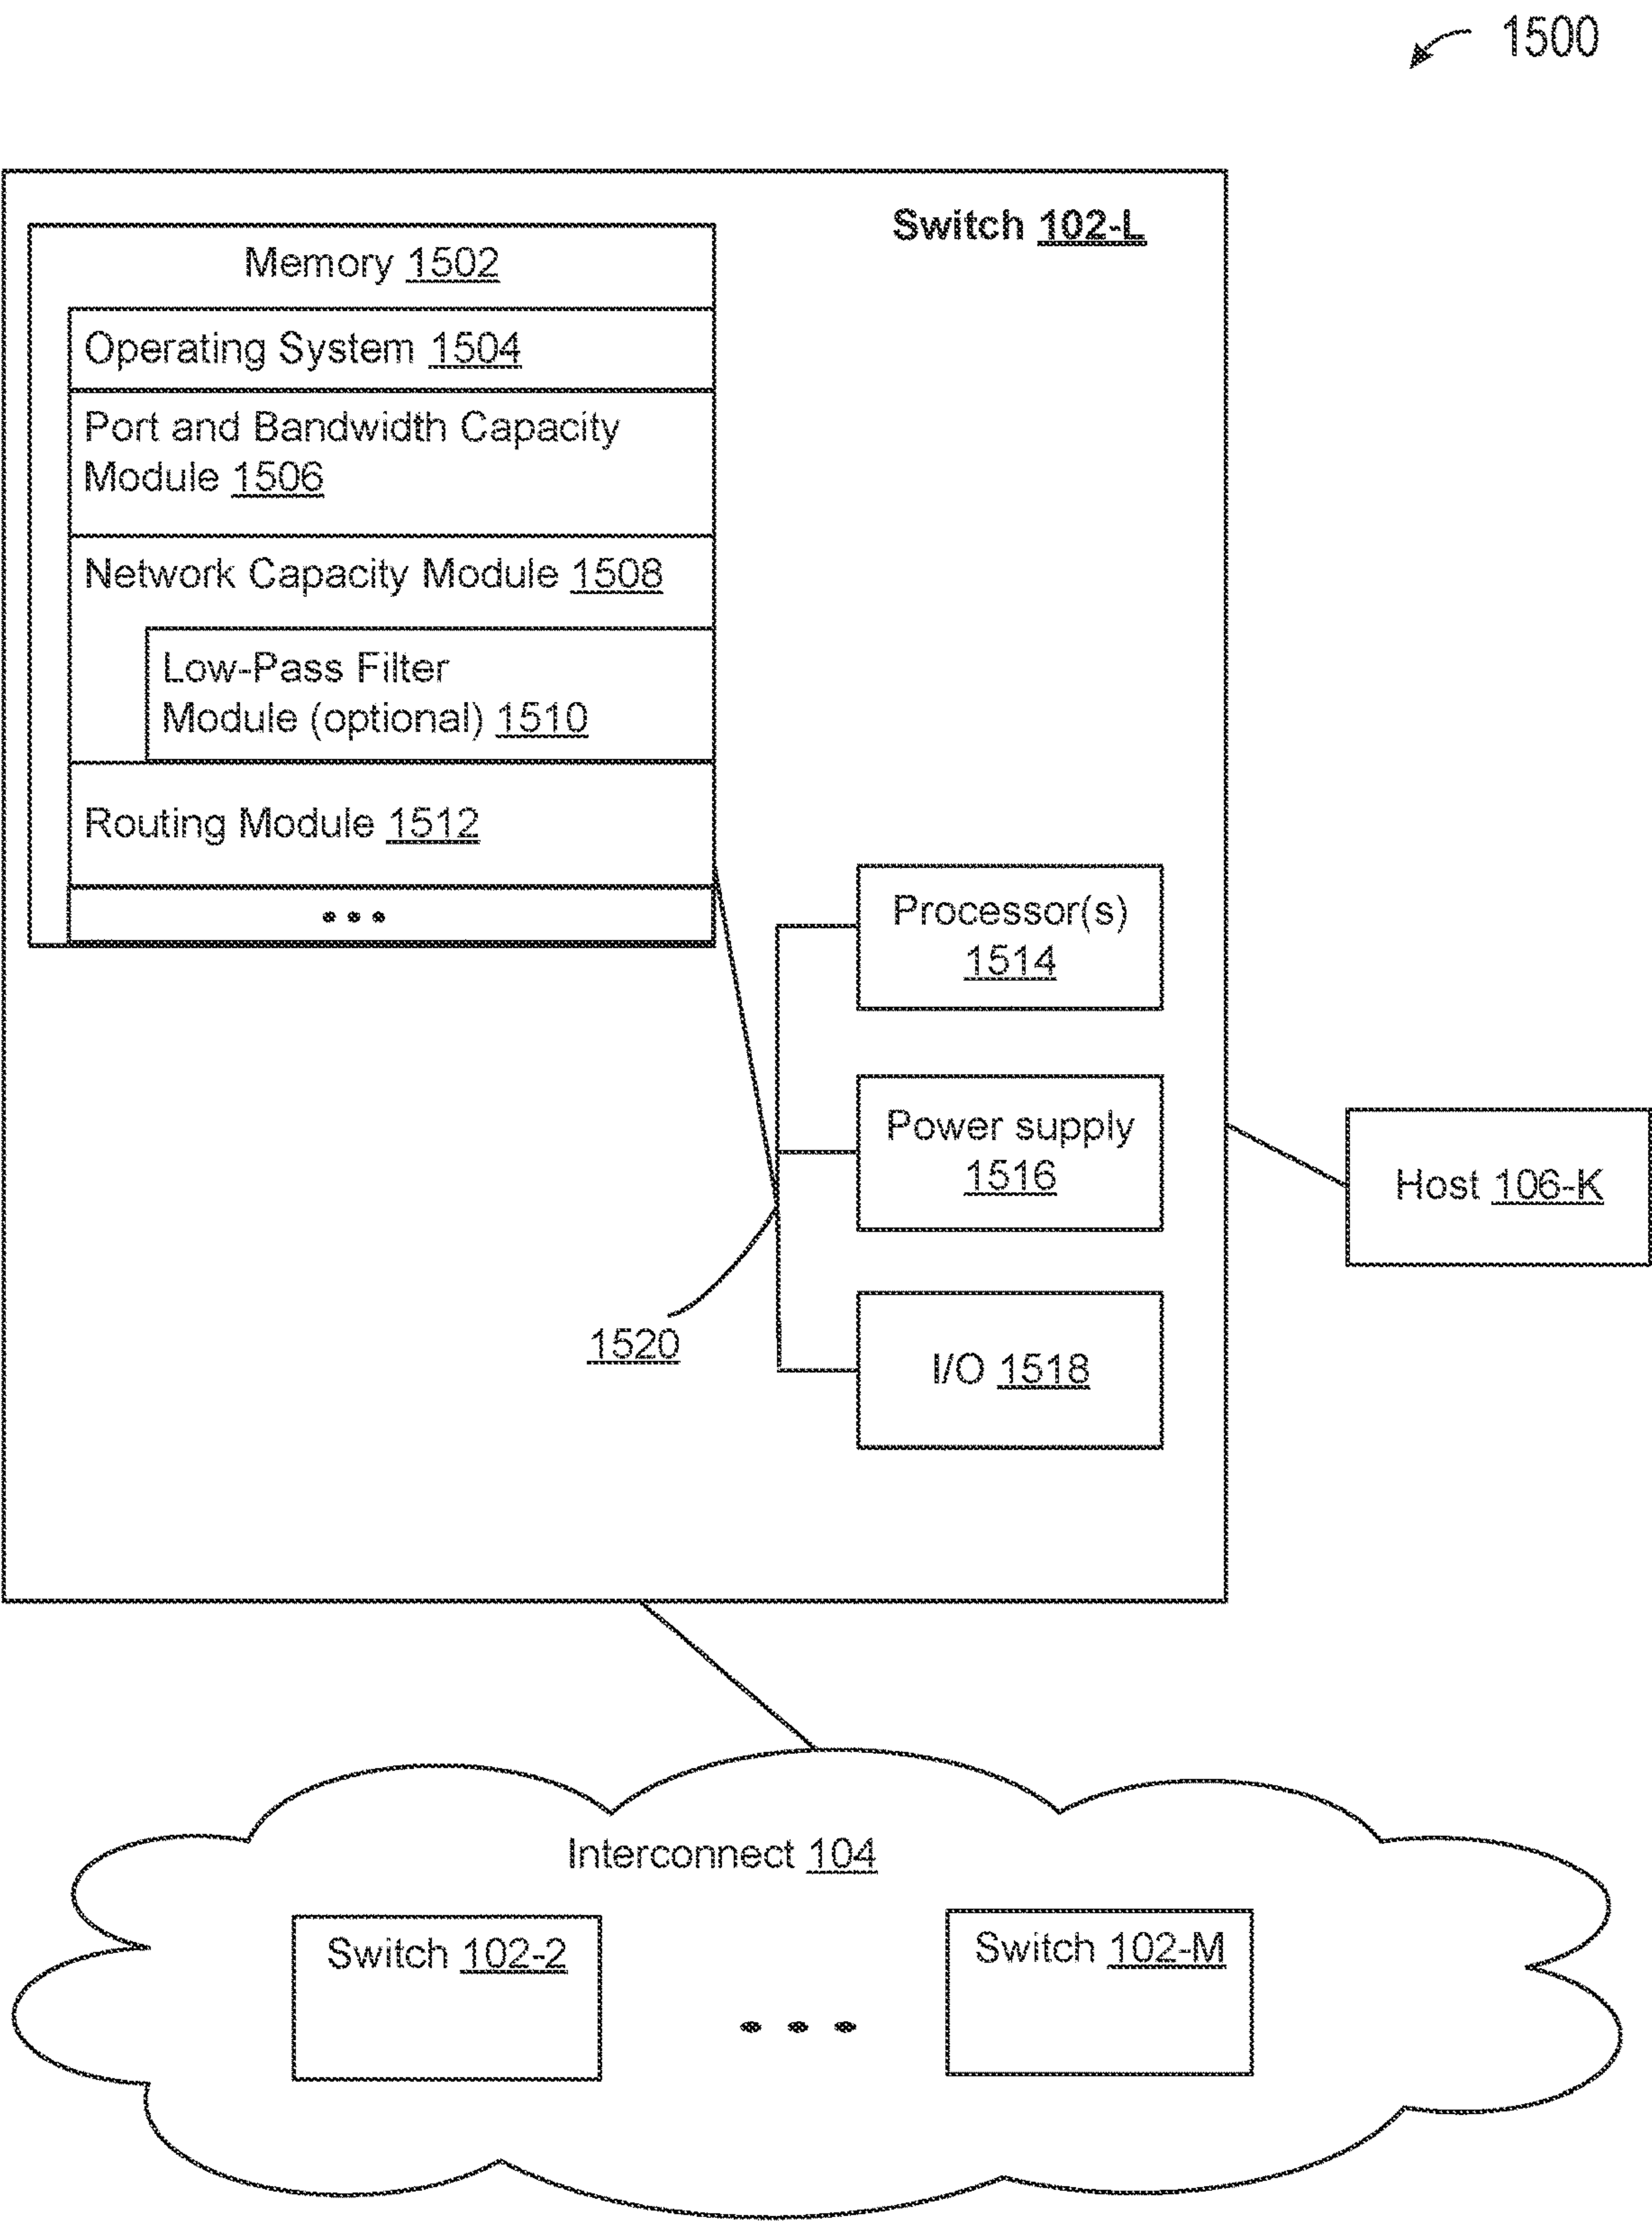 1500
Switch 102-L
Memory 1502
Operating System 1504
Port and Bandwidth Capacity
Module 1506
Network Capacity Module 1508
Low-Pass Filter
Module (optional) 1510
Routing Module 1512
...
Processor(s)
1514
Power supply
1516
Host 106-K
1520
I/O 1518
Interconnect 104
Switch 102-2
Switch 102-M
...